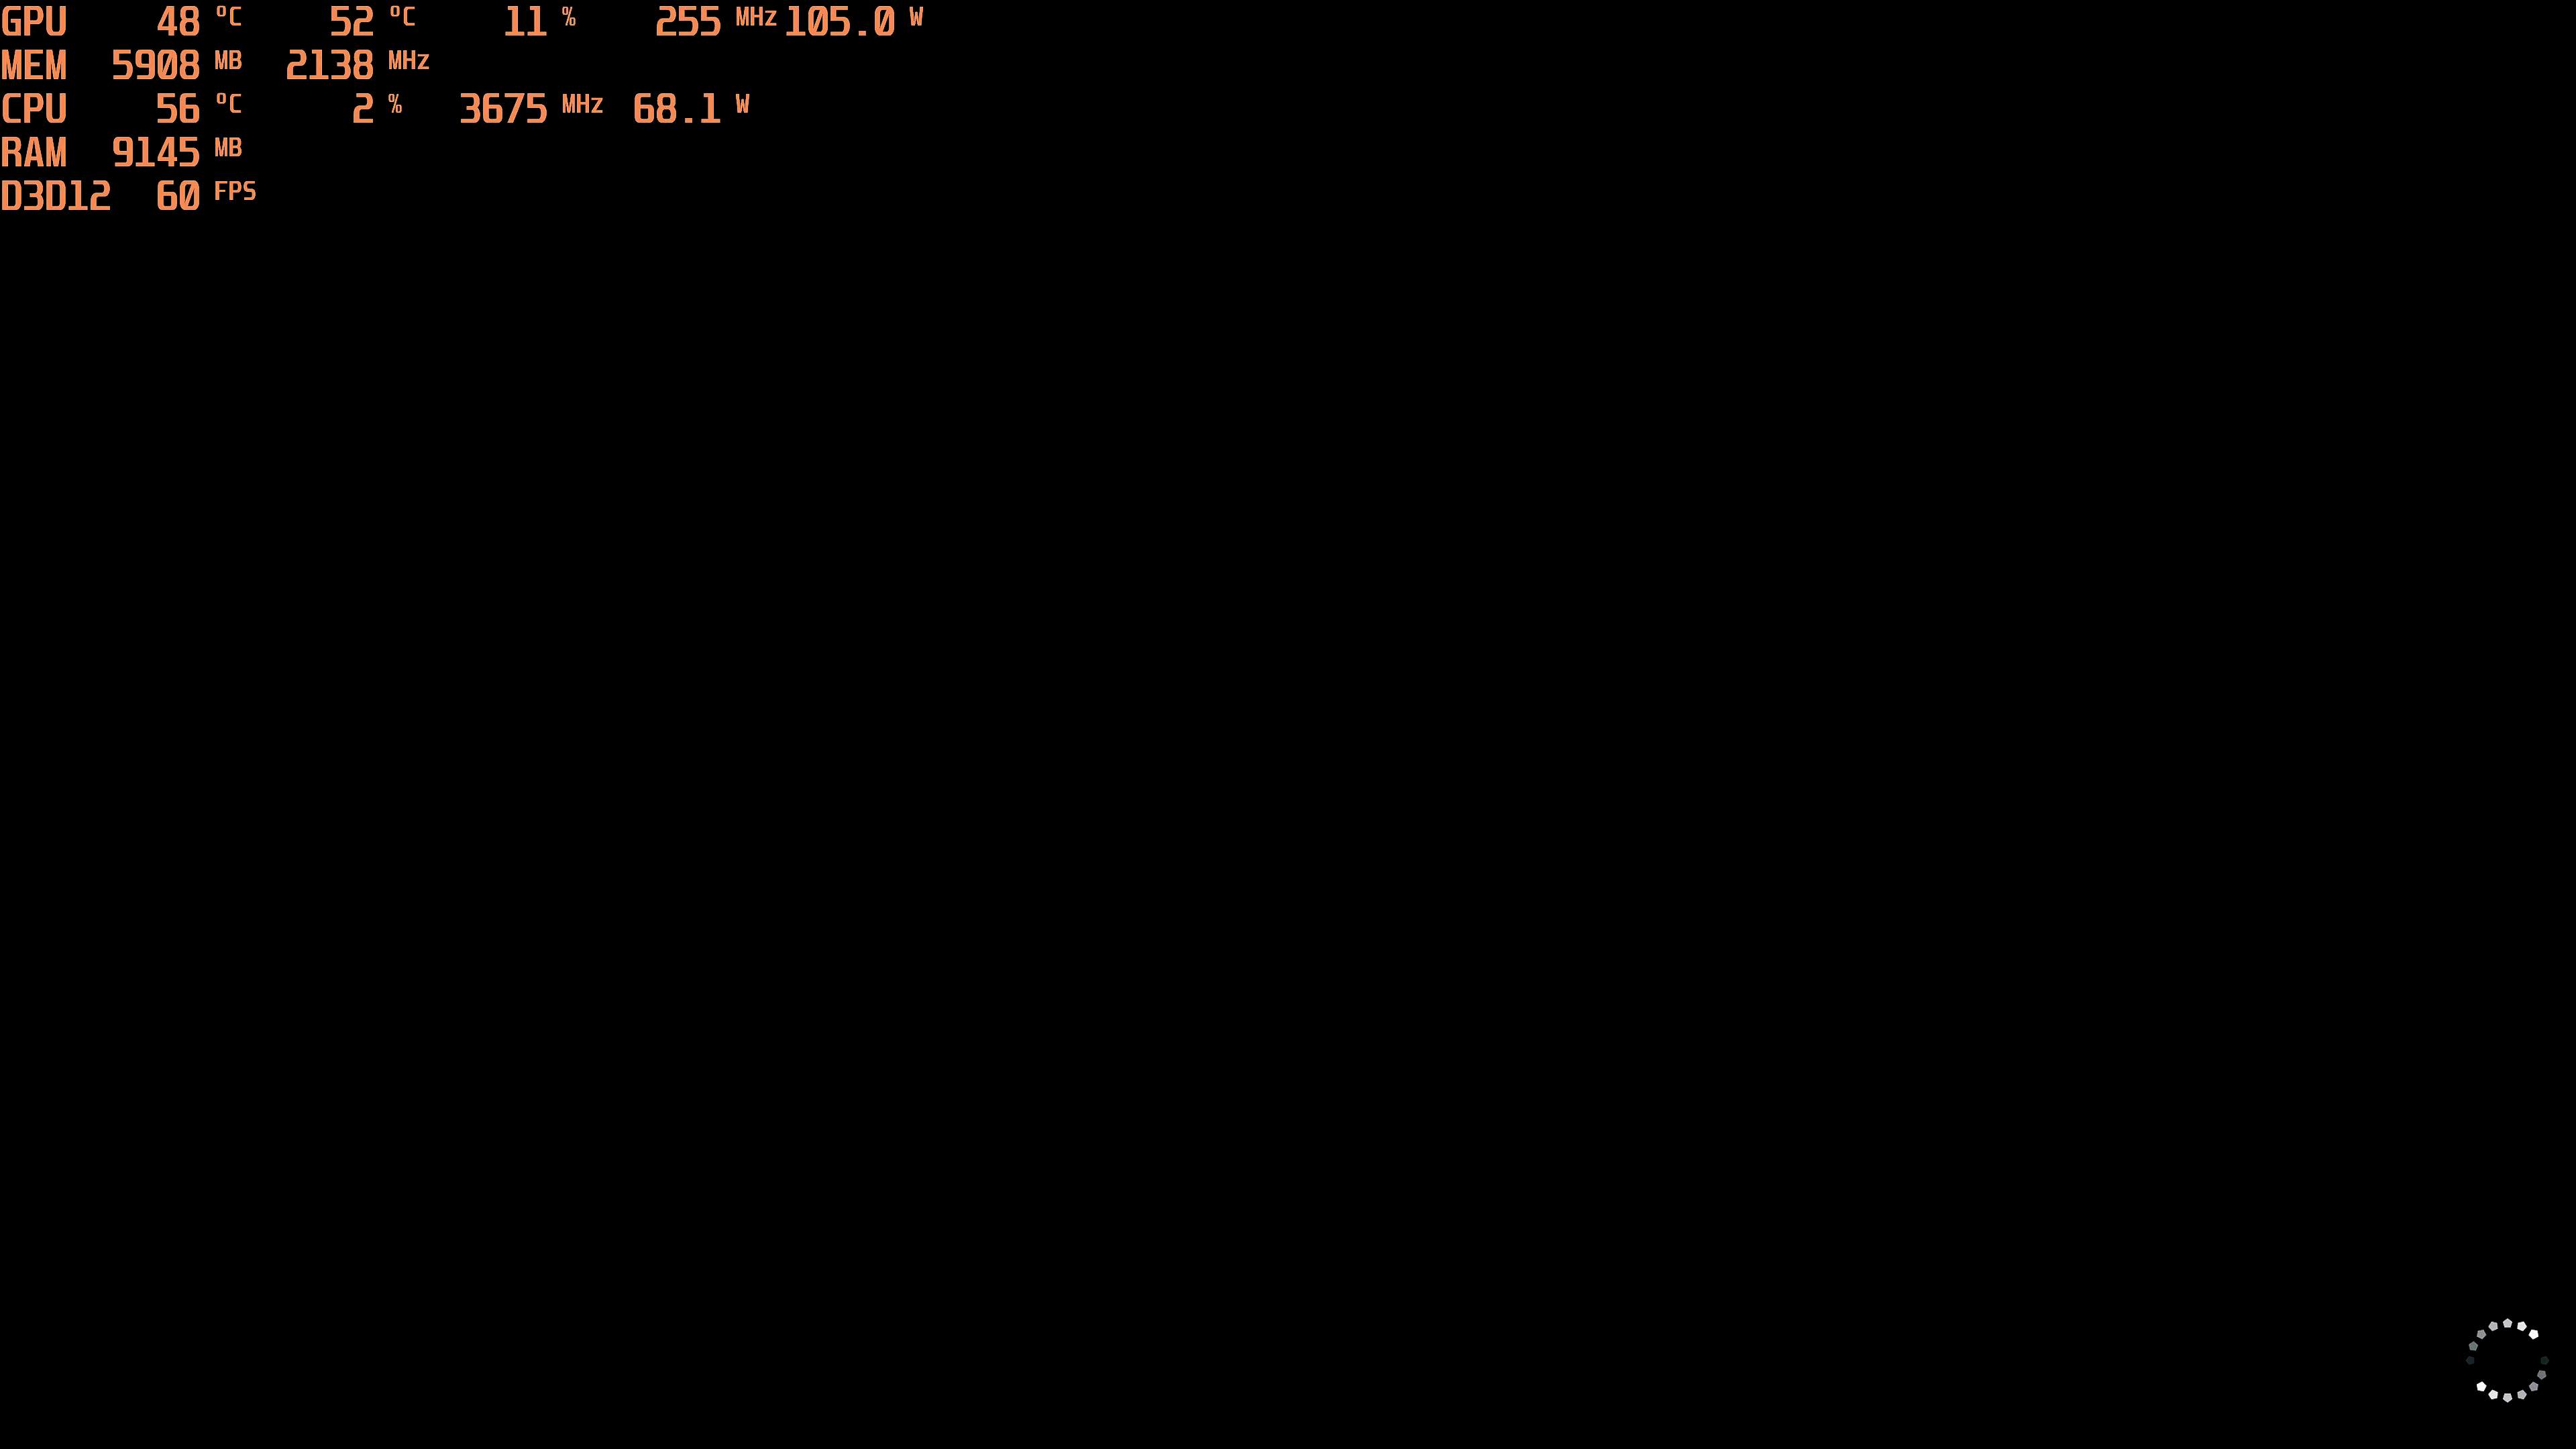 GPU 48 °C 52 °C 11 % 255 MHz 105.0 W
MEM 5908 MB 2138 MHz
CPU 56 °C 2 % 3675 MHz 68.1 W
RAM 9145 MB
D3D12 60 FPS